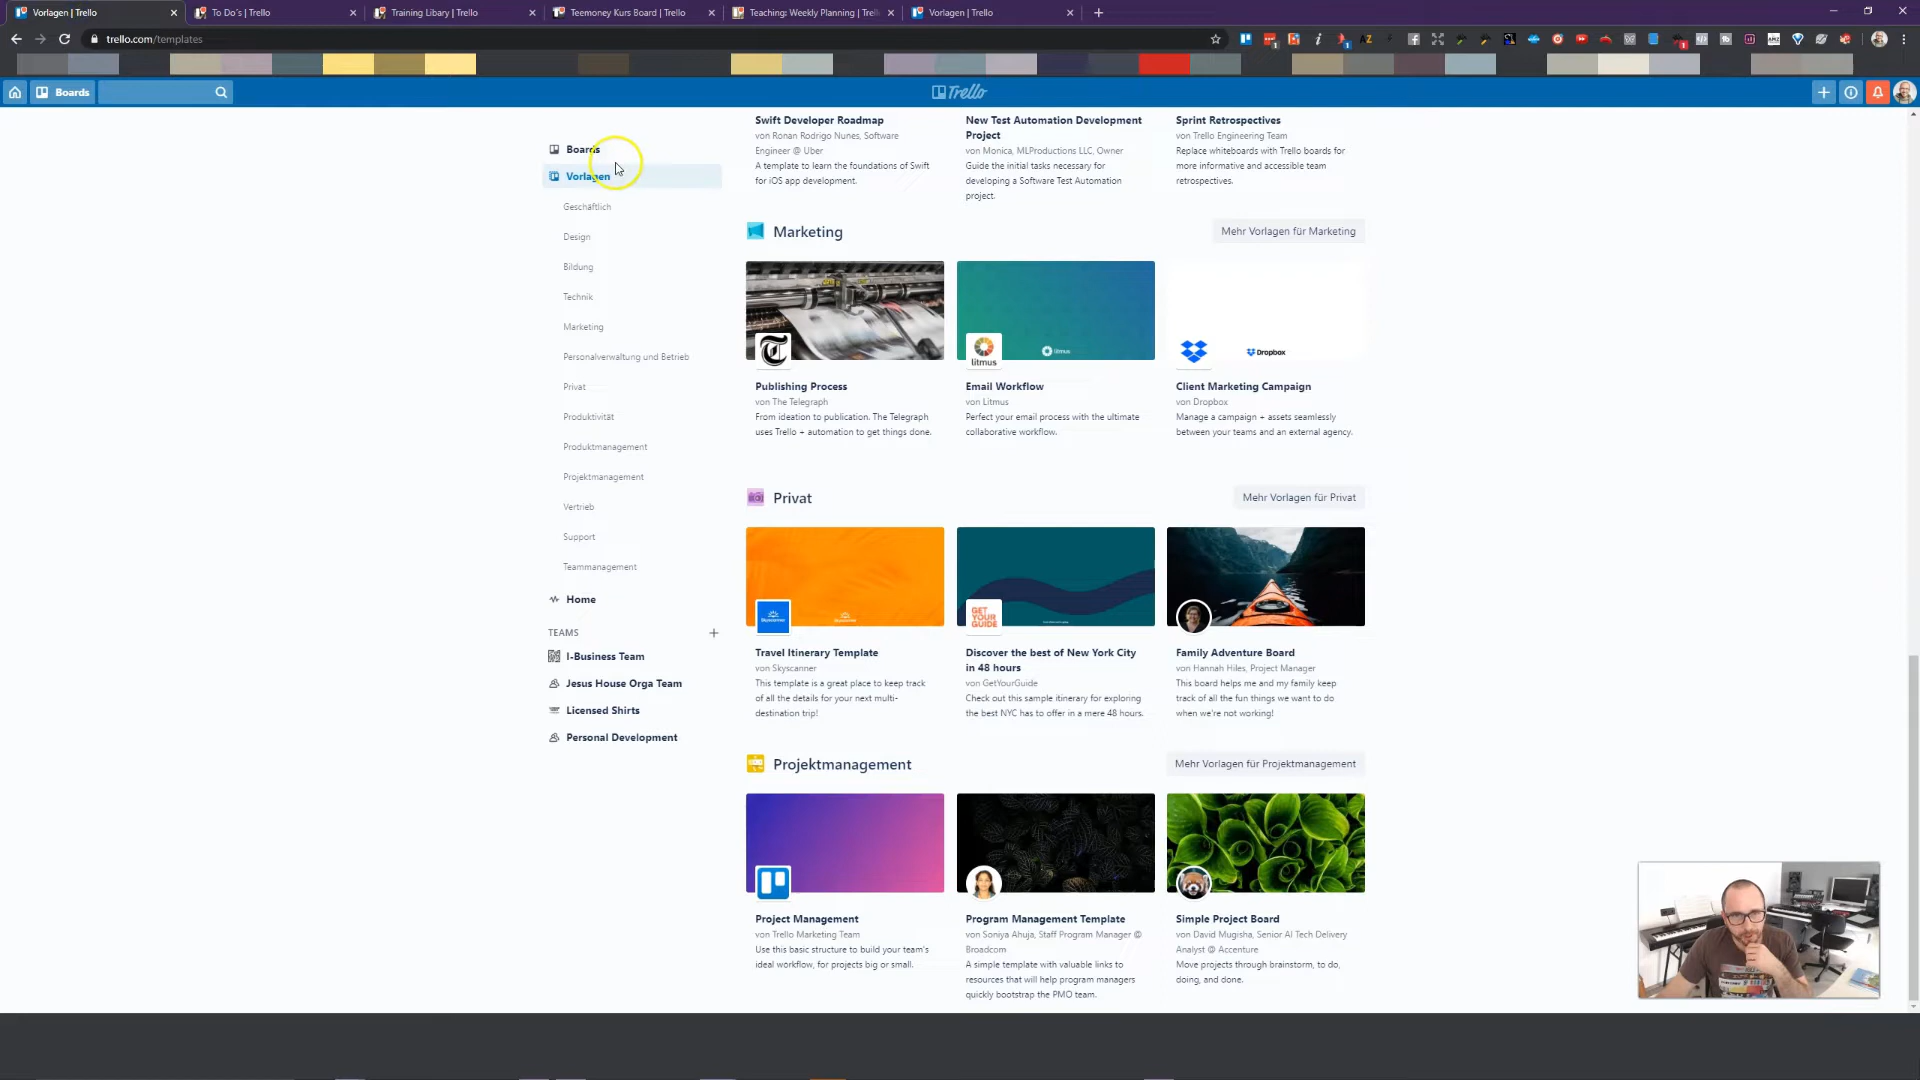 Vorlagen | Trello
To Do's | Trello
Training Libary | Trello
Teemoney Kurs Board | Trello
Teaching: Weekly Planning | Trell
Vorlagen | Trello
trello.com/templates
Boards
Trello
Boards
Vorlagen
Geschäftlich
Design
Bildung
Technik
Marketing
Personalverwaltung und Betrieb
Privat
Produktivität
Produktmanagement
Projektmanagement
Vertrieb
Support
Teammanagement
Home
TEAMS
I-Business Team
Jesus House Orga Team
Licensed Shirts
Personal Development
Swift Developer Roadmap
von Ronan Rodrigo Nunes, Software
Engineer @ Uber
A template to learn the foundations of Swift
for iOS app development.
New Test Automation Development
Project
von Monica, MLProductions LLC, Owner
Guide the initial tasks necessary for
developing a Software Test Automation
project.
Sprint Retrospectives
von Trello Engineering Team
Replace whiteboards with Trello boards for
more informative and accessible team
retrospectives.
Marketing
Mehr Vorlagen für Marketing
litmus
litmus
Dropbox
Publishing Process
von The Telegraph
From ideation to publication. The Telegraph
uses Trello + automation to get things done.
Email Workflow
von Litmus
Perfect your email process with the ultimate
collaborative workflow.
Client Marketing Campaign
von Dropbox
Manage a campaign + assets seamlessly
between your teams and an external agency.
Privat
Mehr Vorlagen für Privat
GET
YOUR
GUIDE
Travel Itinerary Template
von Skyscanner
This template is a great place to keep track
of all the details for your next multi-
destination trip!
Discover the best of New York City
in 48 hours
von GetYourGuide
Check out this sample itinerary for exploring
the best NYC has to offer in a mere 48 hours.
Family Adventure Board
von Hannah Hiles, Project Manager
This board helps me and my family keep
track of all the fun things we want to do
when we're not working!
Projektmanagement
Mehr Vorlagen für Projektmanagement
Project Management
von Trello Marketing Team
Use this basic structure to build your team's
ideal workflow, for projects big or small.
Program Management Template
von Soniya Ahuja, Staff Program Manager @
Broadcom
A simple template with valuable links to
resources that will help program managers
quickly bootstrap the PMO team.
Simple Project Board
von David Mugisha, Senior AI Tech Delivery
Analyst @ Accenture
Move projects through brainstorm, to do,
doing, and done.